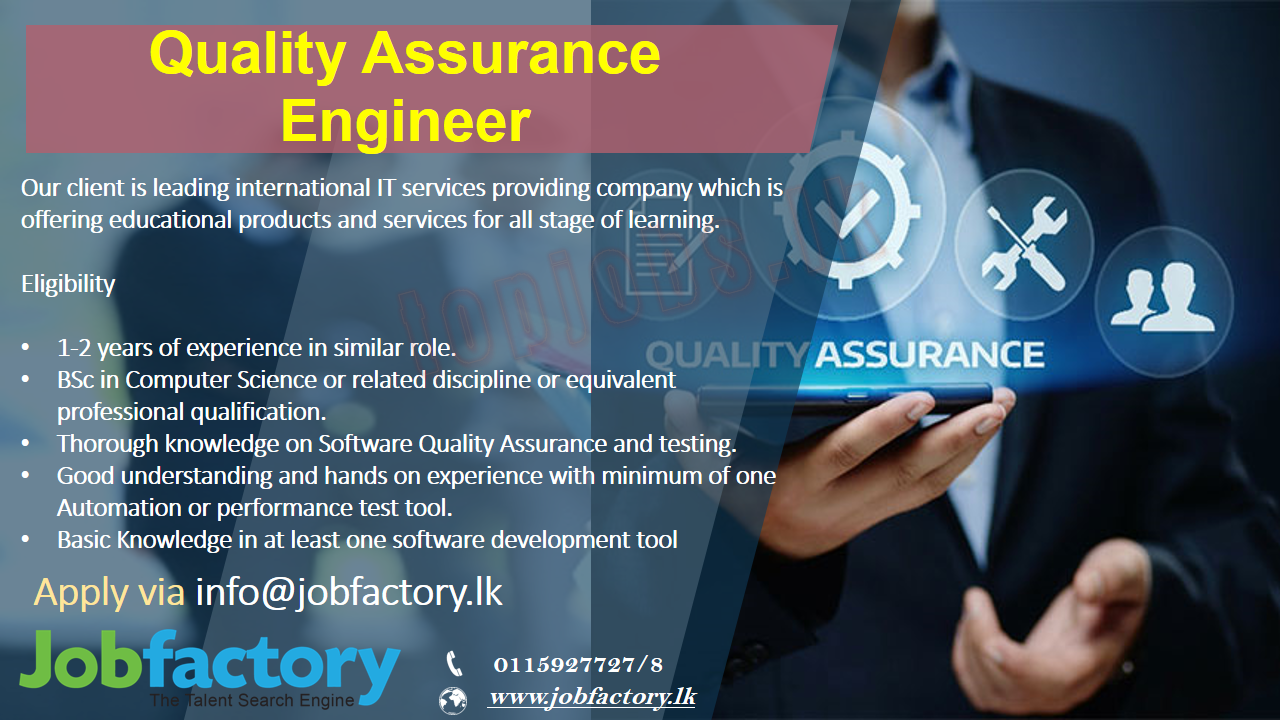 Quality Assurance
Engineer
Our client is leading international IT services providing company which is
offering educational products and services for all stage of learning.
Eligibility
• 1-2 years of experience in similar role.
• BSc in Computer Science or related discipline or equivalent
professional qualification.
• Thorough knowledge on Software Quality Assurance and testing.
• Good understanding and hands on experience with minimum of one
Automation or performance test tool.
• Basic Knowledge in at least one software development tool
topjobs.lk
QUALITY ASSURANCE
Apply via info@jobfactory.lk
Jobfactory
The Talent Search Engine
0115927727/8
www.jobfactory.lk